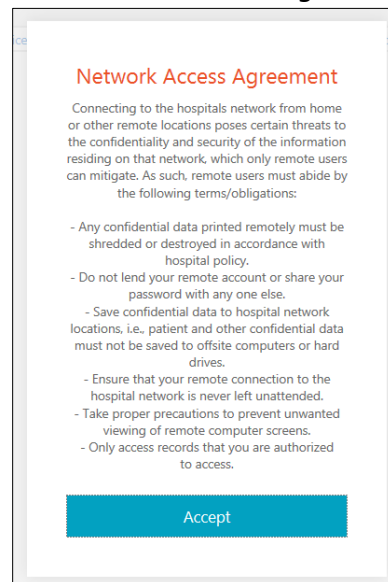 Network Access Agreement
Connecting to the hospitals network from home
or other remote locations poses certain threats to
the confidentiality and security of the information
residing on that network, which only remote users
can mitigate. As such, remote users must abide by
the following terms/obligations:
- Any confidential data printed remotely must be
shredded or destroyed in accordance with
hospital policy.
- Do not lend your remote account or share your
password with any one else.
- Save confidential data to hospital network
locations, i.e., patient and other confidential data
must not be saved to offsite computers or hard
drives.
- Ensure that your remote connection to the
hospital network is never left unattended.
- Take proper precautions to prevent unwanted
viewing of remote computer screens.
- Only access records that you are authorized
to access.
Accept